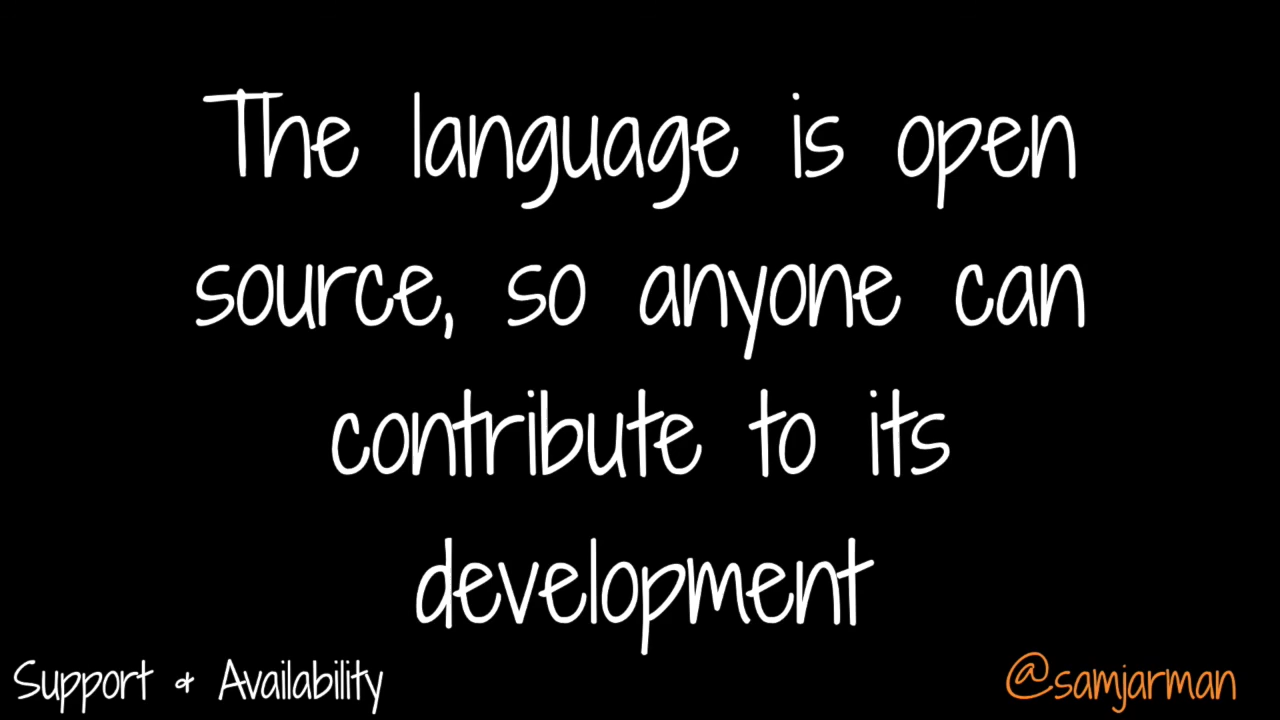 The language is open
source, so anyone can
contribute to its
development
Support & Availability
@samjarman